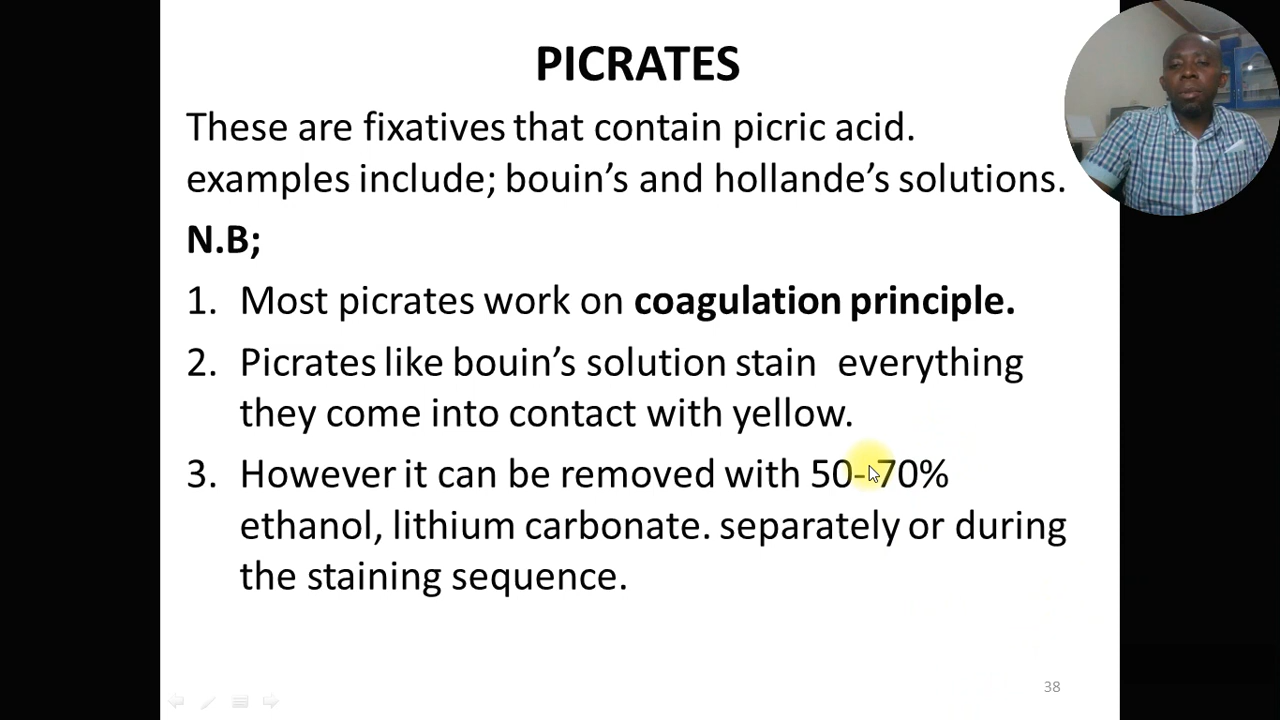 PICRATES
These are fixatives that contain picric acid.
examples include; bouin’s and hollande’s solutions.
N.B;
1. Most picrates work on coagulation principle.
2. Picrates like bouin’s solution stain everything
they come into contact with yellow.
3. However it can be removed with 50- 70%
ethanol, lithium carbonate. separately or during
the staining sequence.
38